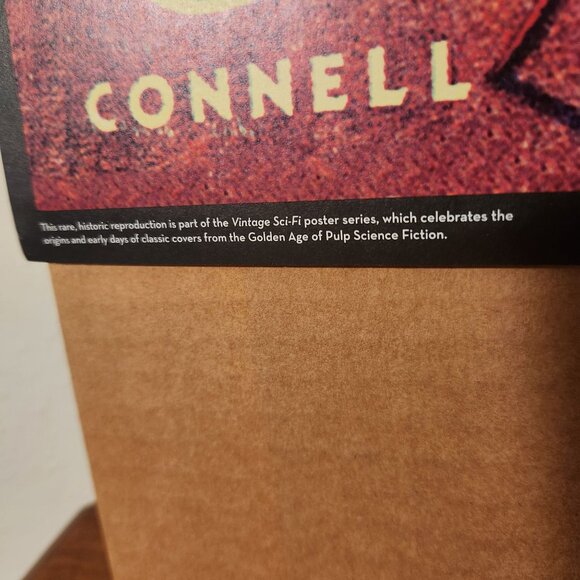 CONNELL
This rare, historic reproduction is part of the Vintage Sci-Fi poster series, which celebrates the
origins and early days of classic covers from the Golden Age of Pulp Science Fiction.